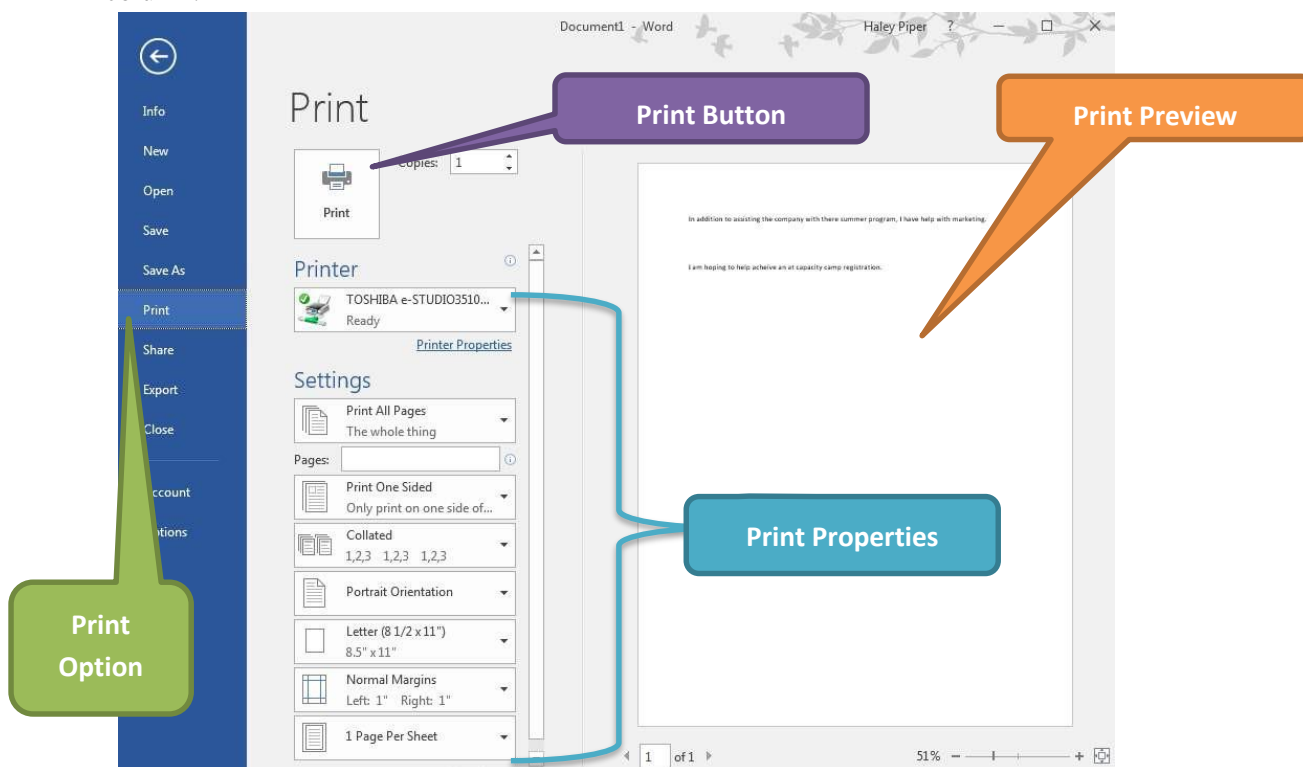 Document1 - Word
Haley Piper ?
Info
New
Open
Save
Save As
Print
Share
Export
Close
Account
Options
Print
Print
Copies: 1
Printer
TOSHIBA e-STUDIO3510...
Ready
Printer Properties
Settings
Print All Pages
The whole thing
Pages:
Print One Sided
Only print on one side of...
Collated
1,2,3 1,2,3 1,2,3
Portrait Orientation
Letter (8 1/2 x 11")
8.5" x 11"
Normal Margins
Left: 1" Right: 1"
1 Page Per Sheet
In addition to assisting the company with there summer program, I have help with marketing.
I am hoping to help acheive an at capacity camp registration.
1 of 1
51%
Print Button
Print Preview
Print Properties
Print
Option